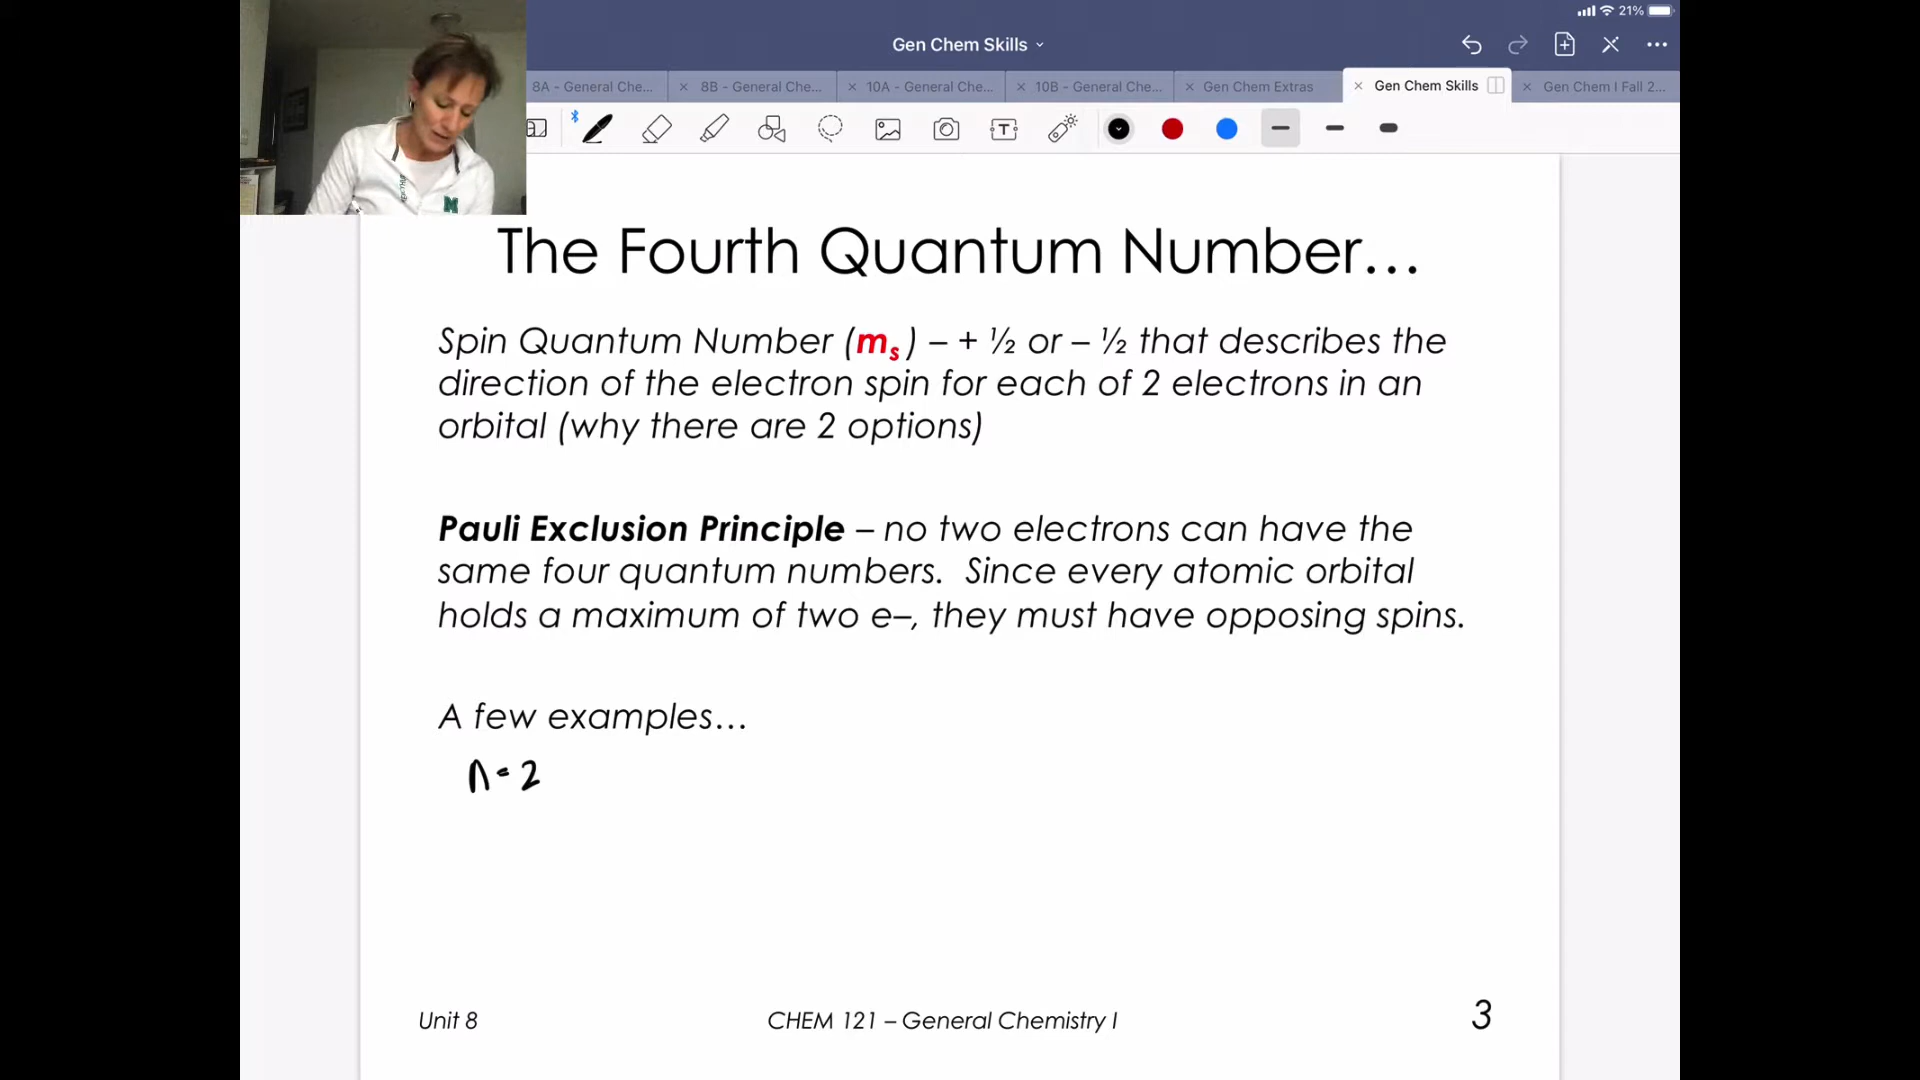 21%
Gen Chem Skills
8A - General Che...
8B - General Che...
10A - General Che...
10B - General Che...
Gen Chem Extras
Gen Chem Skills
Gen Chem I Fall 2...
T
N
The Fourth Quantum Number...
Spin Quantum Number (ms) – + ½ or – ½ that describes the
direction of the electron spin for each of 2 electrons in an
orbital (why there are 2 options)
Pauli Exclusion Principle – no two electrons can have the
same four quantum numbers. Since every atomic orbital
holds a maximum of two e–, they must have opposing spins.
A few examples...
n = 2
Unit 8
CHEM 121 – General Chemistry I
3